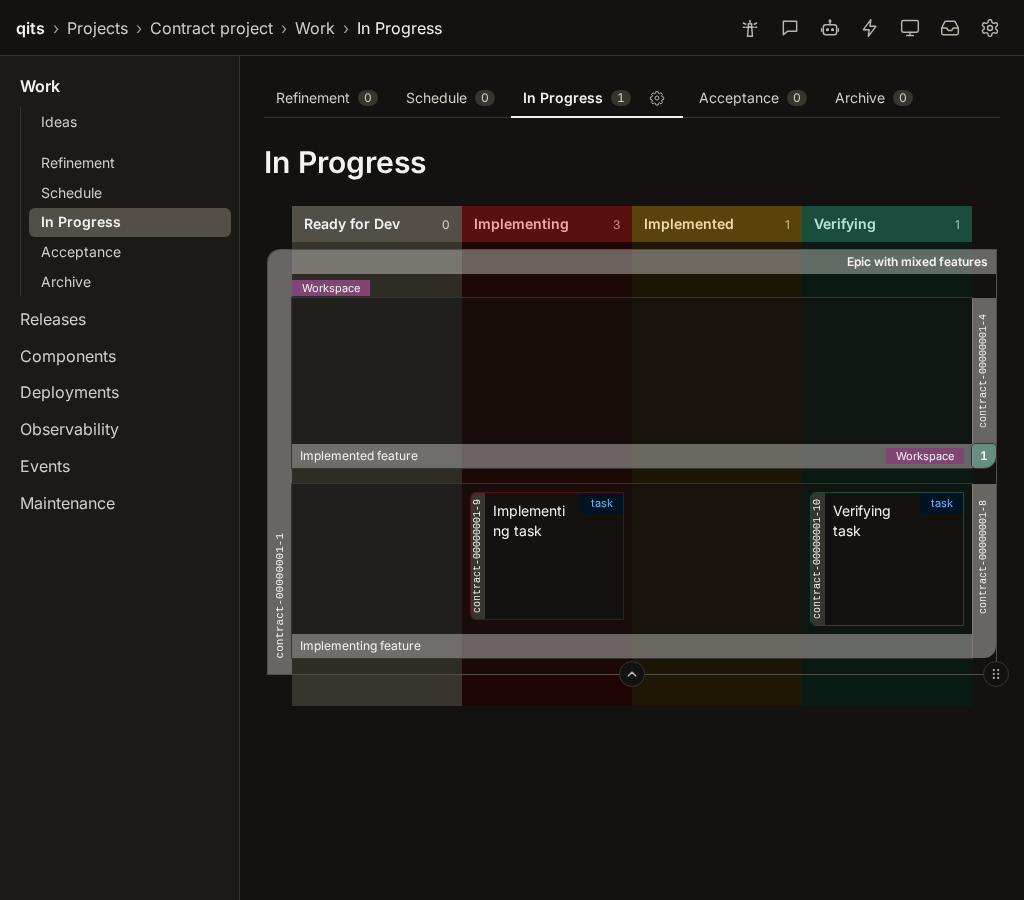 qits › Projects › Contract project › Work › In Progress
Work
Ideas
Refinement
Schedule
In Progress
Acceptance
Archive
Releases
Components
Deployments
Observability
Events
Maintenance
Refinement 0 Schedule 0 In Progress 1 Acceptance 0 Archive 0
In Progress
Ready for Dev 0 Implementing 3 Implemented 1 Verifying 1
Epic with mixed features
Workspace
contract-00000001-4
Implemented feature Workspace 1
contract-00000001-1
contract-00000001-9
Implementi
ng task
task
contract-00000001-10
Verifying
task
task
contract-00000001-8
Implementing feature